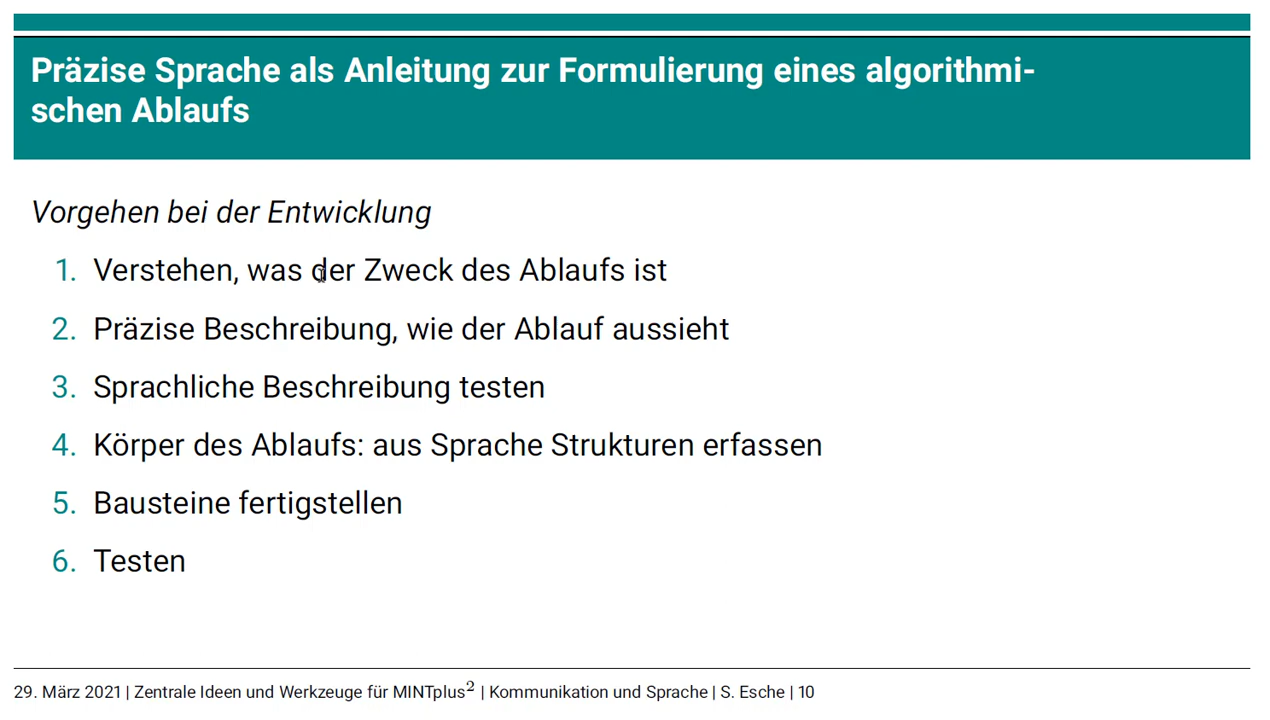 Präzise Sprache als Anleitung zur Formulierung eines algorithmi-
schen Ablaufs
Vorgehen bei der Entwicklung
1. Verstehen, was der Zweck des Ablaufs ist
2. Präzise Beschreibung, wie der Ablauf aussieht
3. Sprachliche Beschreibung testen
4. Körper des Ablaufs: aus Sprache Strukturen erfassen
5. Bausteine fertigstellen
6. Testen
29. März 2021 | Zentrale Ideen und Werkzeuge für MINTplus² | Kommunikation und Sprache | S. Esche | 10